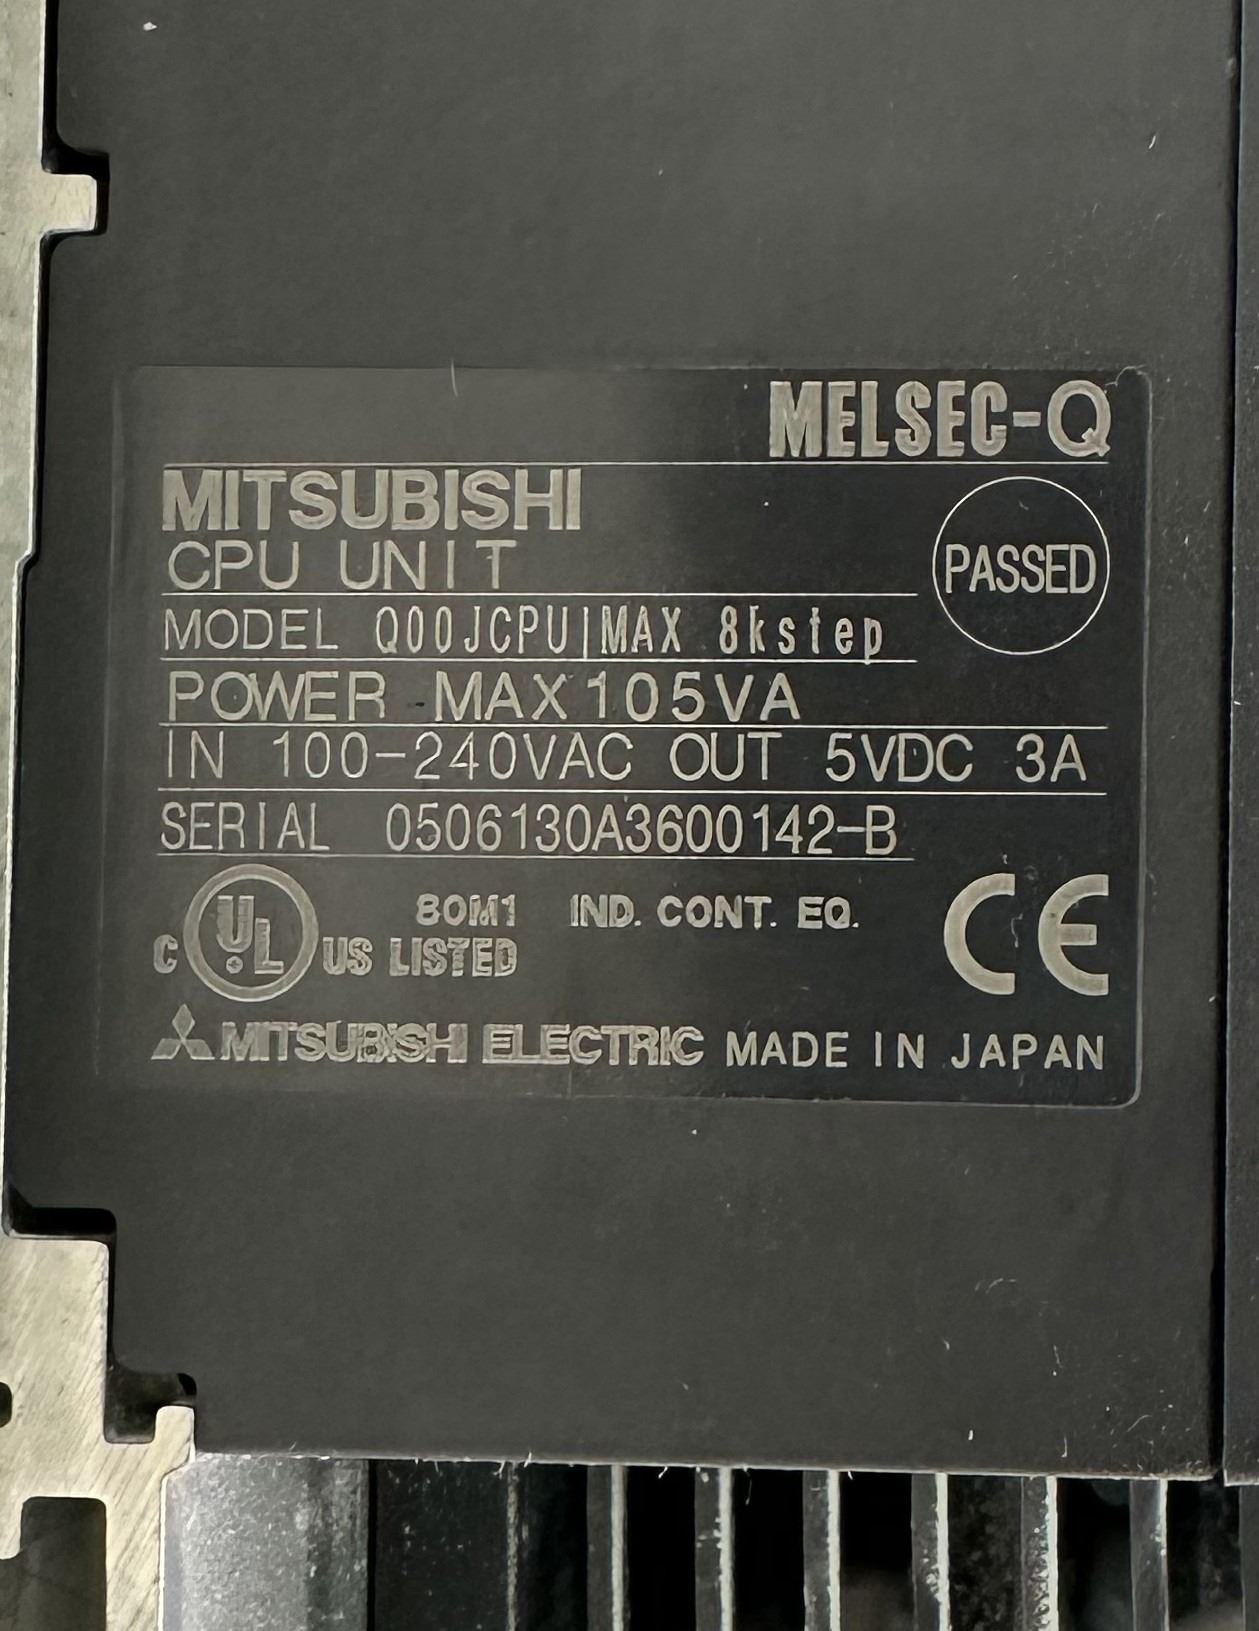 MELSEC-Q
MITSUBISHI
CPU UNIT
PASSED
MODEL Q00JCPU|MAX 8kstep
POWER MAX105VA
IN 100-240VAC OUT 5VDC 3A
SERIAL 0506130A3600142-B
C UL US LISTED 80M1 IND. CONT. EQ.
CE
MITSUBISHI ELECTRIC MADE IN JAPAN